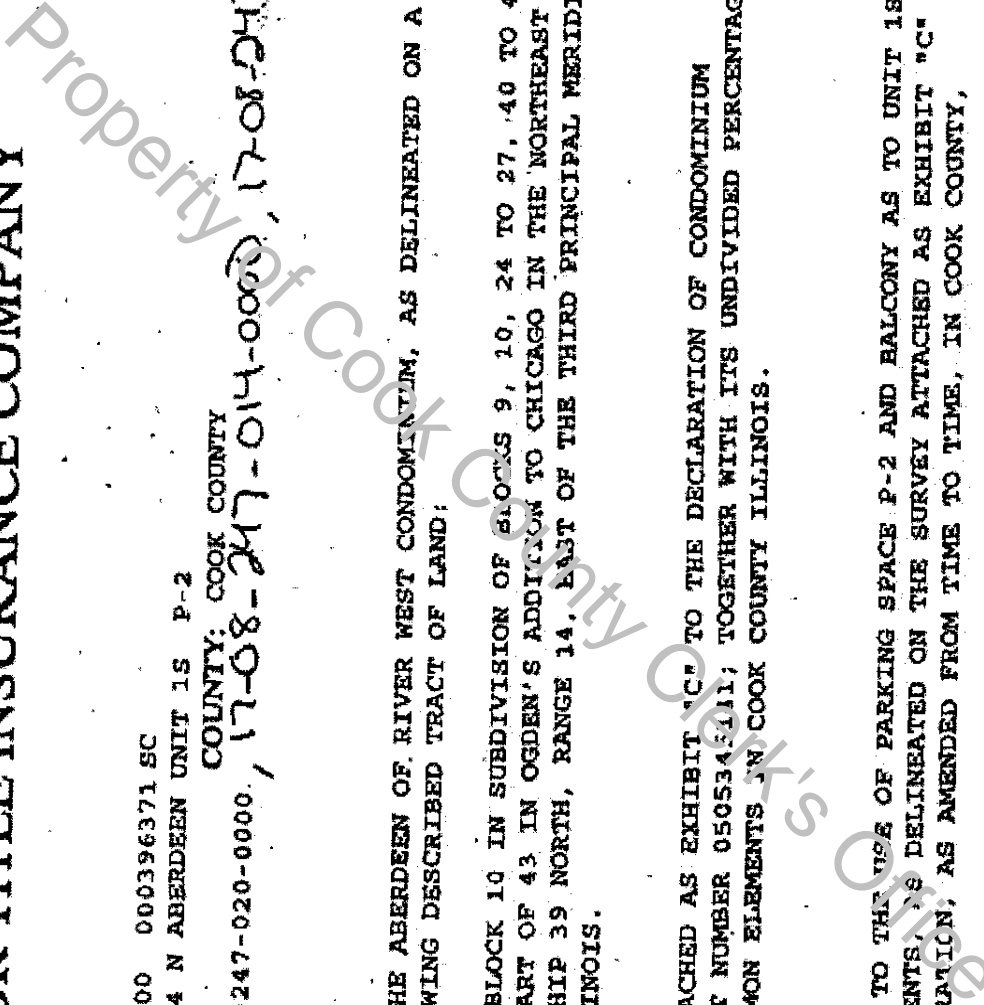 TITLE INSURANCE COMPANY
00 000396371 SC
4 N ABERDEEN UNIT 1S P-2
COUNTY: COOK COUNTY
247-020-0000. , 17-08-247-014-0000, 17-08-247
HE ABERDEEN OF RIVER WEST CONDOMINIUM, AS DELINEATED ON A
WING DESCRIBED TRACT OF LAND:
BLOCK 10 IN SUBDIVISION OF BLOCKS 9, 10, 24 TO 27, 40 TO 4
ART OF 43 IN OGDEN'S ADDITION TO CHICAGO IN THE NORTHEAST
HIP 39 NORTH, RANGE 14, EAST OF THE THIRD PRINCIPAL MERIDI
INOIS.
ACHED AS EXHIBIT "C" TO THE DECLARATION OF CONDOMINIUM
T NUMBER TOGETHER WITH ITS UNDIVIDED PERCENTAG
MON ELEMENTS IN COOK COUNTY ILLINOIS.
TO THE USE OF PARKING SPACE P-2 AND BALCONY AS TO UNIT 1S
NTS, AS DELINEATED ON THE SURVEY ATTACHED AS EXHIBIT "C"
ATION, AS AMENDED FROM TIME TO TIME, IN COOK COUNTY,
Property of Cook County Clerk's Office